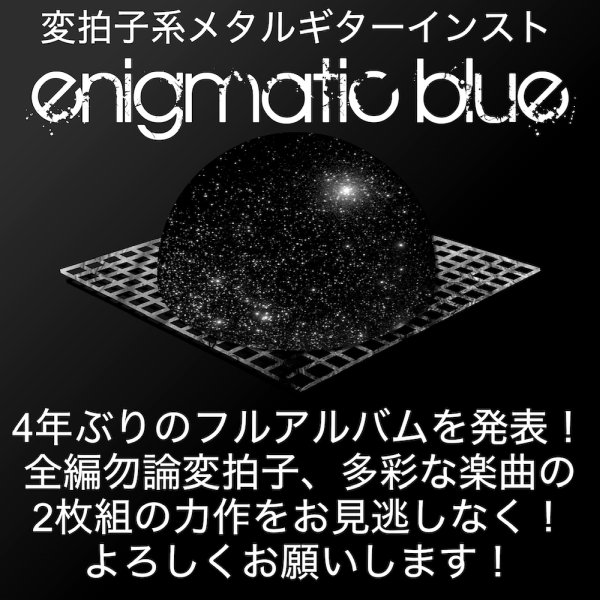 変拍子系メタルギターインスト
enigmatic blue
4年ぶりのフルアルバムを発表！
全編勿論変拍子、多彩な楽曲の
2枚組の力作をお見逃しなく！
よろしくお願いします！